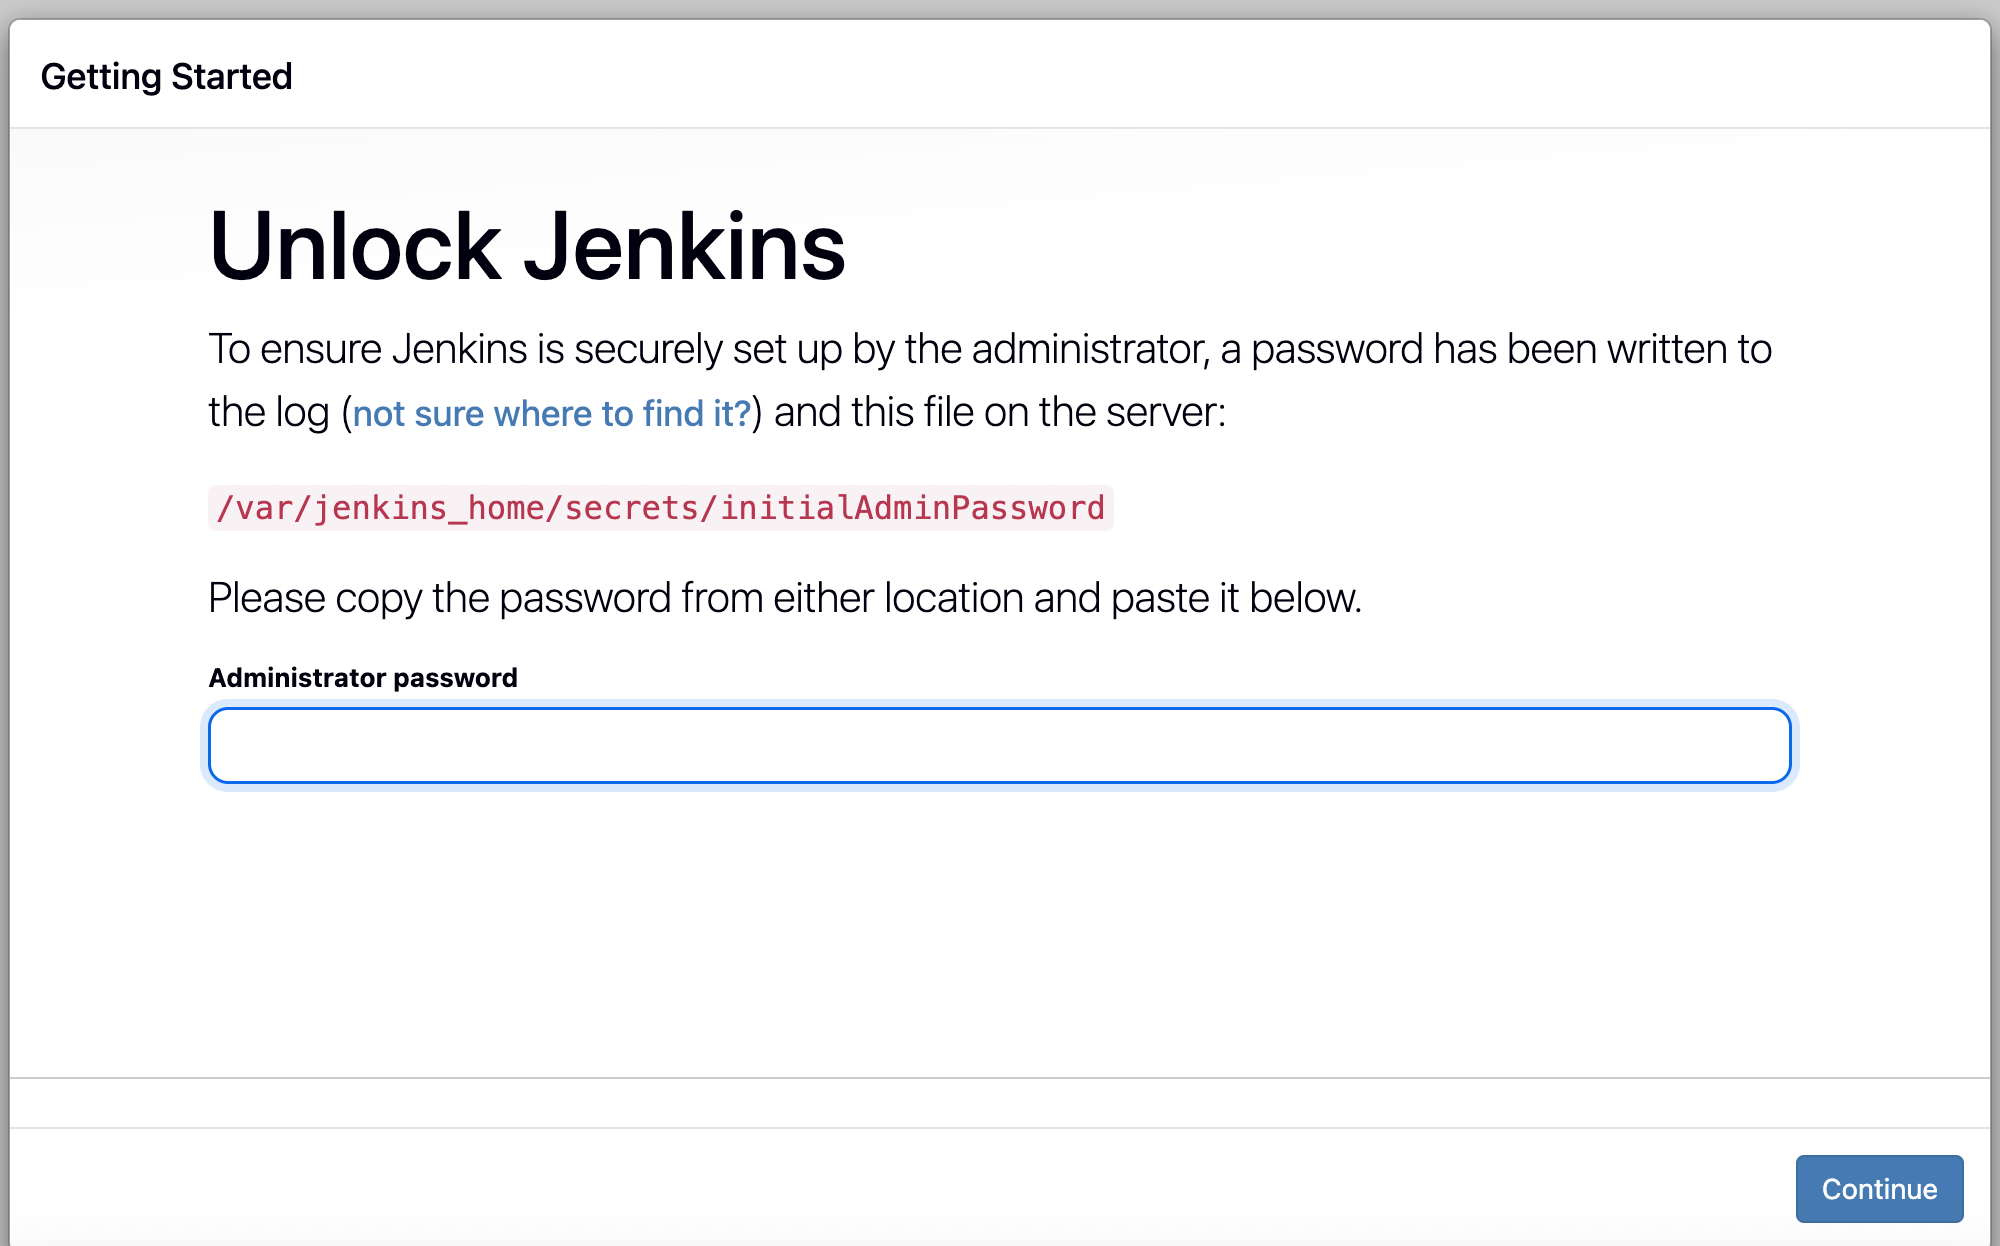 Getting Started
Unlock Jenkins
To ensure Jenkins is securely set up by the administrator, a password has been written to
the log (not sure where to find it?) and this file on the server:
/var/jenkins_home/secrets/initialAdminPassword
Please copy the password from either location and paste it below.
Administrator password
Continue